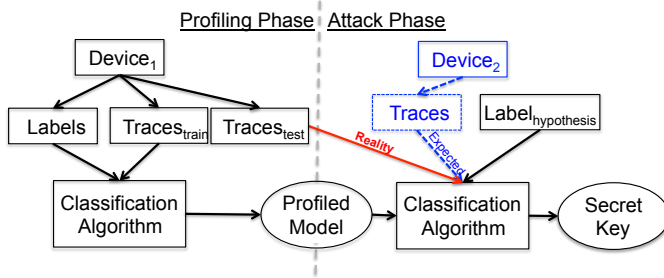 Profiling Phase Attack Phase
Device1
Device2
Labels Tracestrain Tracestest
Traces
Labelhypothesis
Reality
Expected
Classification
Algorithm
Profiled
Model
Classification
Algorithm
Secret
Key